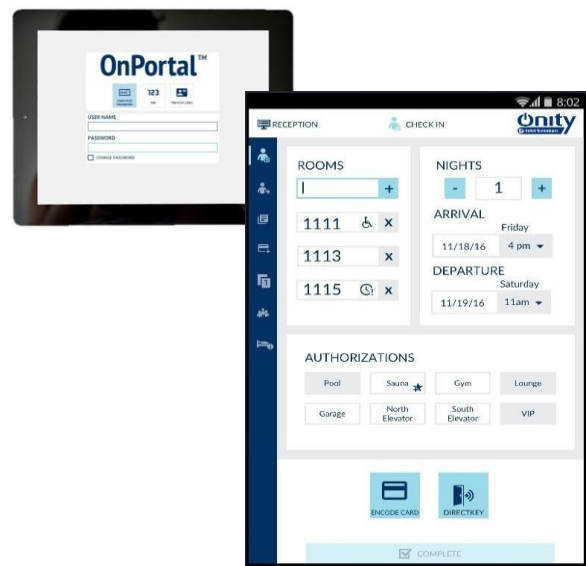 OnPortal™
123
USER NAME
PASSWORD
CHANGE PASSWORD
8:02
RECEPTION
CHECK IN
Onity
ROOMS
NIGHTS
+
-
1
+
1111
X
ARRIVAL
Friday
11/18/16
4 pm
1113
X
DEPARTURE
Saturday
1115
X
11/19/16
11am
AUTHORIZATIONS
Pool
Sauna
Gym
Lounge
Garage
North
Elevator
South
Elevator
VIP
ENCODE CARD
DIRECTKEY
COMPLETE